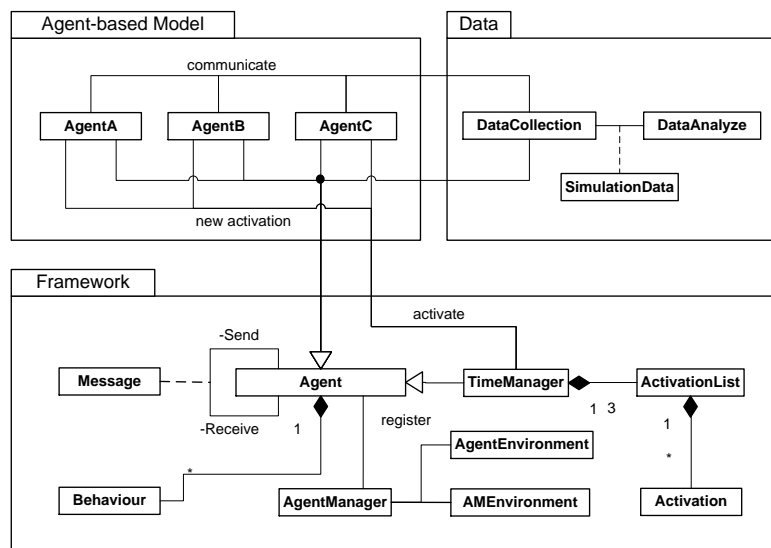 Agent-based Model
Data
communicate
AgentA
AgentB
AgentC
DataCollection
DataAnalyze
SimulationData
new activation
Framework
activate
-Send
Message
Agent
TimeManager
ActivationList
-Receive
1
register
1 3
1
AgentEnvironment
*
*
Behaviour
AgentManager
AMEnvironment
Activation